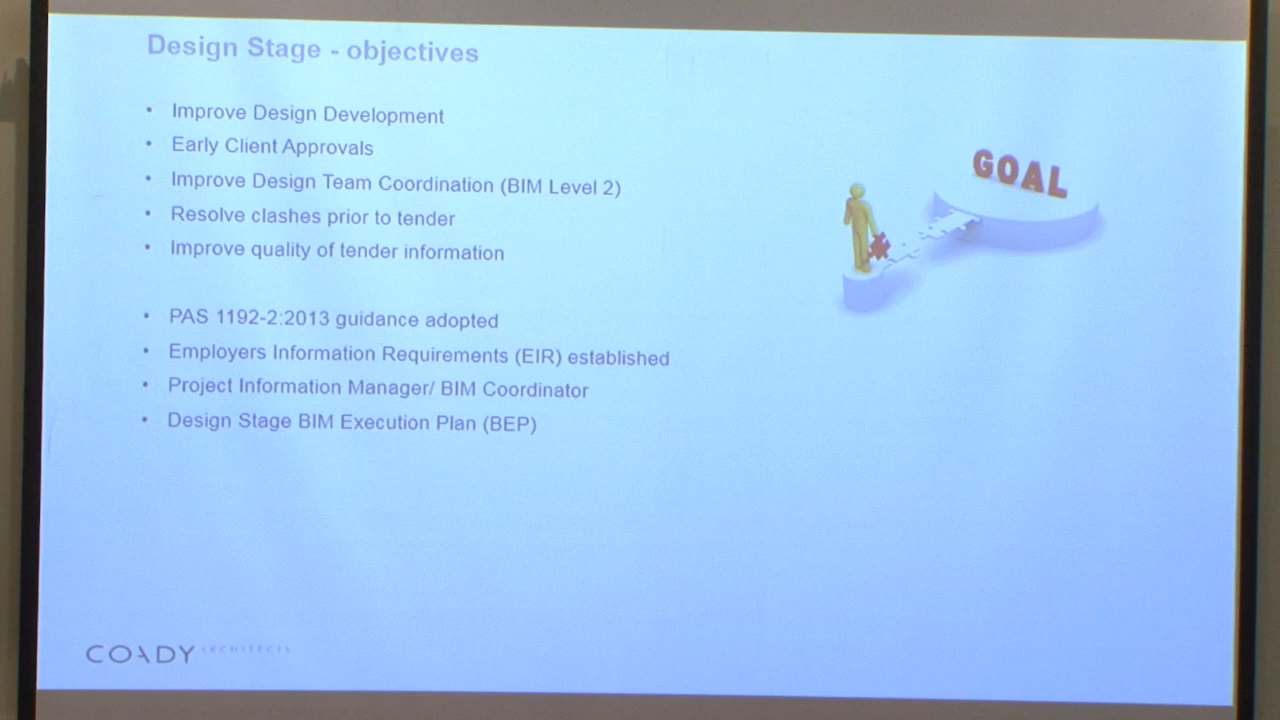 Design Stage - objectives
• Improve Design Development
• Early Client Approvals
• Improve Design Team Coordination (BIM Level 2)
• Resolve clashes prior to tender
• Improve quality of tender information
GOAL
• PAS 1192-2:2013 guidance adopted
• Employers Information Requirements (EIR) established
• Project Information Manager/ BIM Coordinator
• Design Stage BIM Execution Plan (BEP)
COADY ARCHITECTS